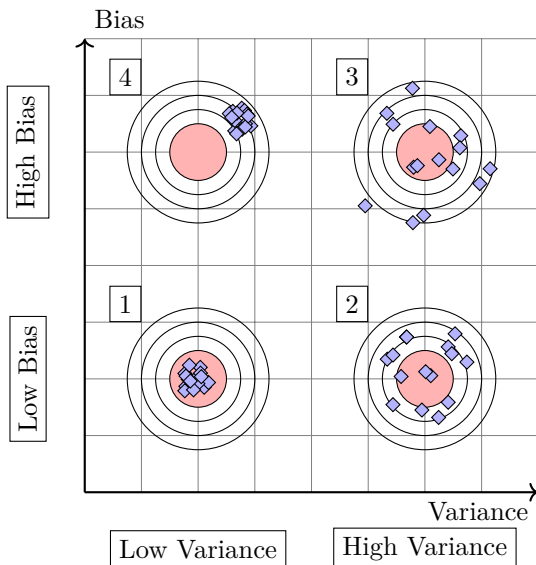 Bias
4
3
High Bias
1
2
Low Bias
Variance
Low Variance
High Variance